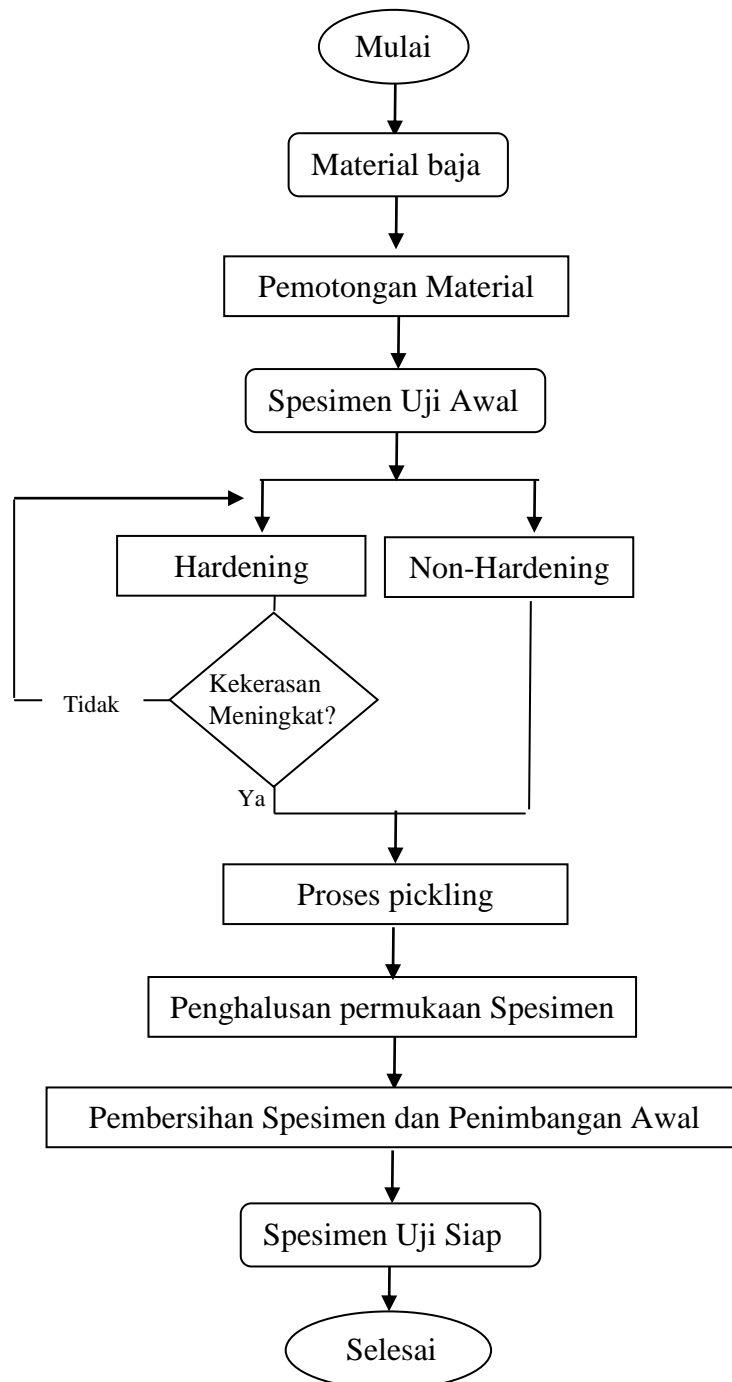 Mulai
Material baja
Pemotongan Material
Spesimen Uji Awal
Hardening
Non-Hardening
Kekerasan
Meningkat?
Tidak
Ya
Proses pickling
Penghalusan permukaan Spesimen
Pembersihan Spesimen dan Penimbangan Awal
Spesimen Uji Siap
Selesai